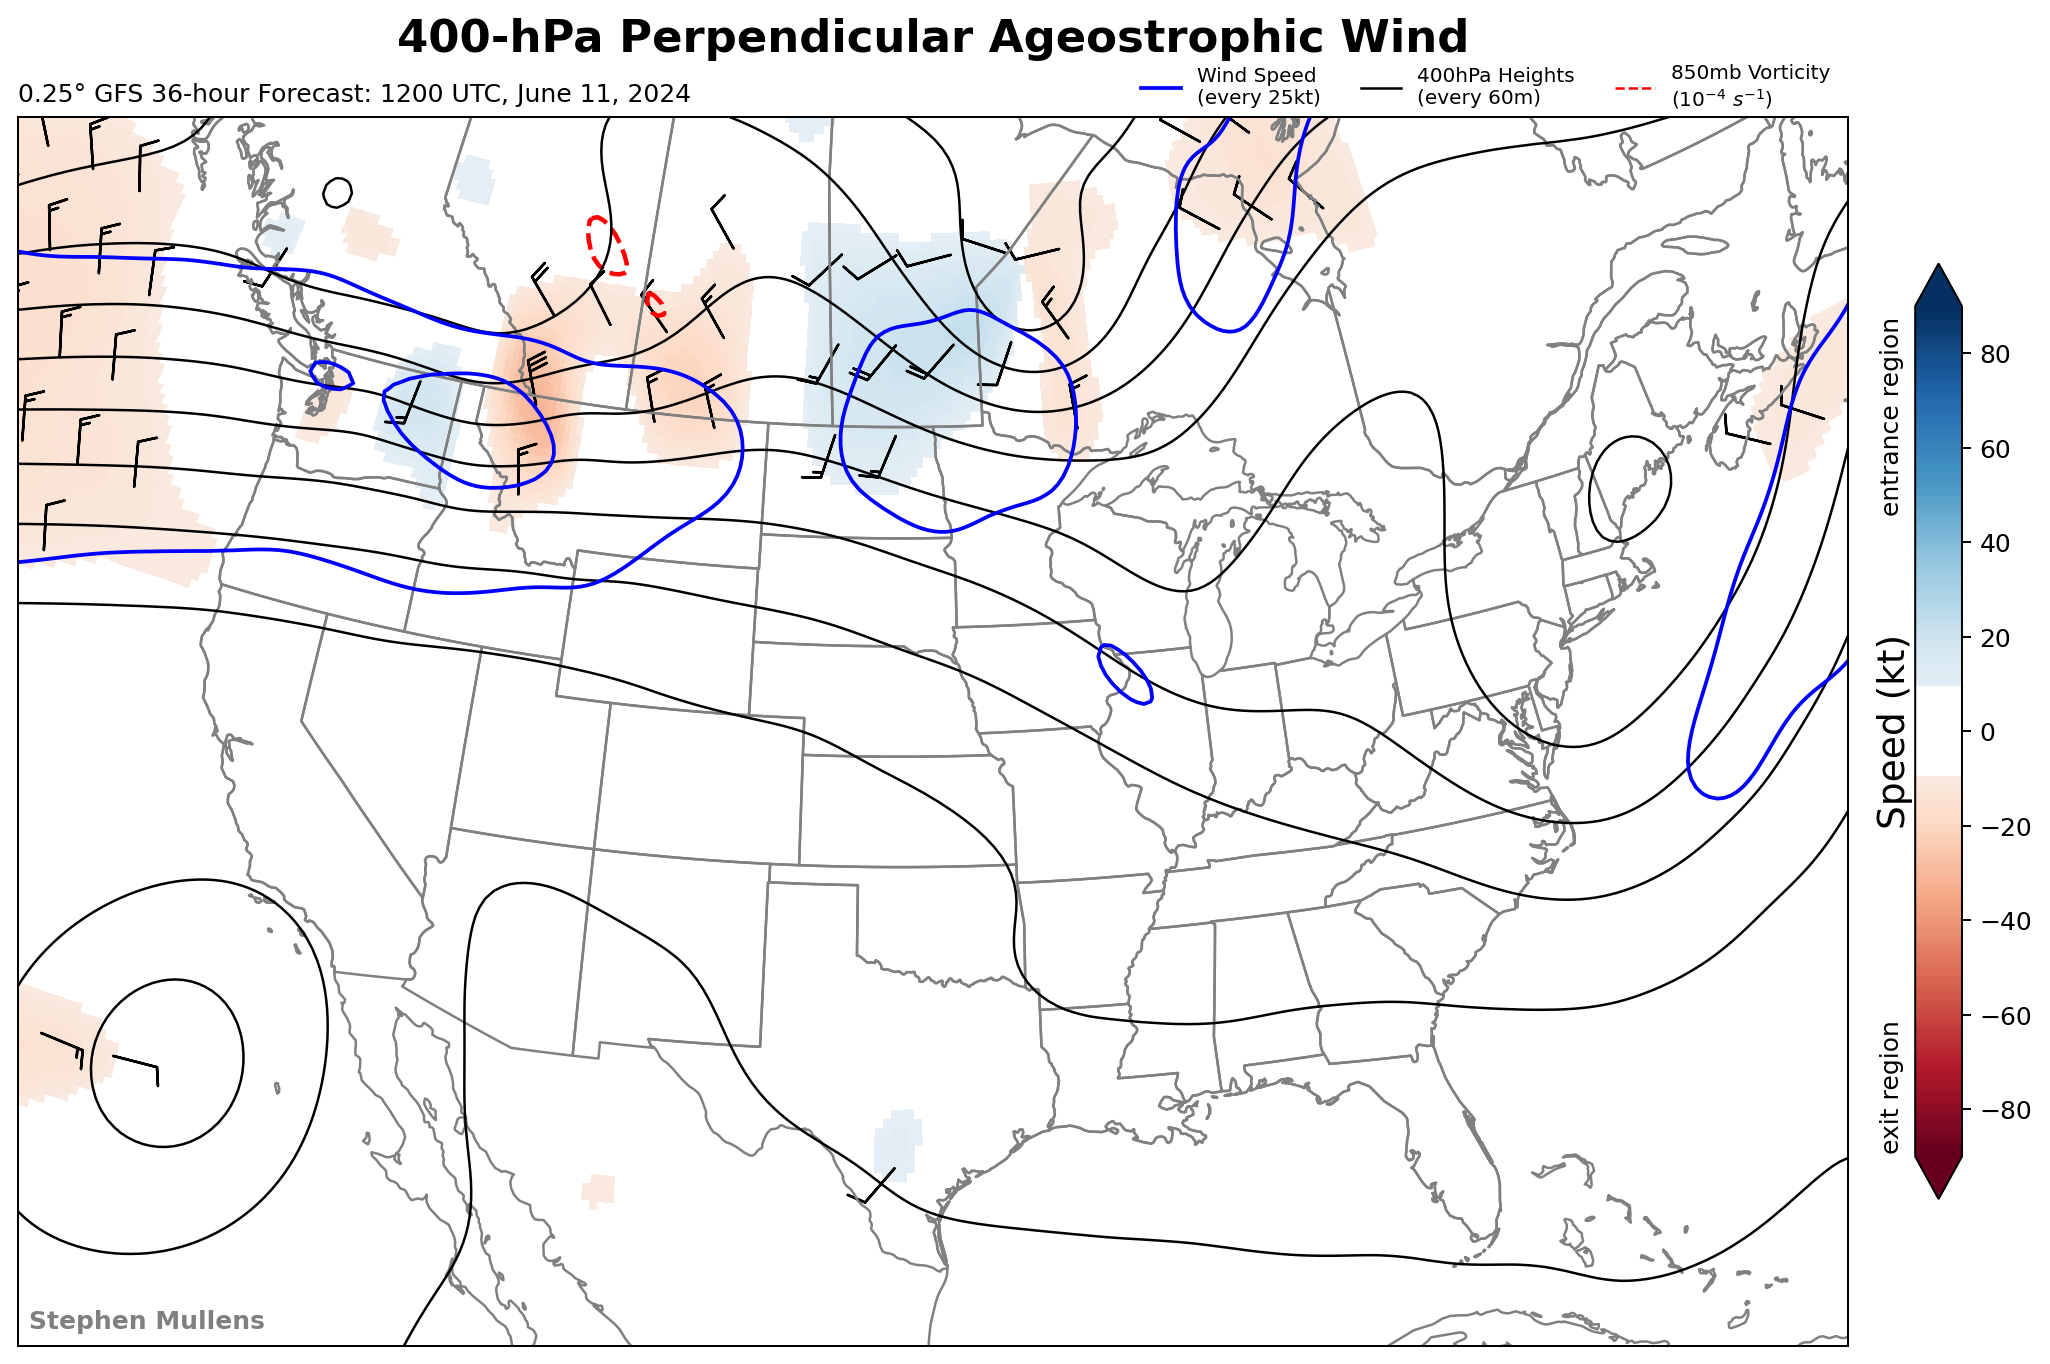 400-hPa Perpendicular Ageostrophic Wind
0.25° GFS 36-hour Forecast: 1200 UTC, June 11, 2024
Wind Speed
(every 25kt)
400hPa Heights
(every 60m)
850mb Vorticity
(10⁻⁴ s⁻¹)
entrance region
Speed (kt)
exit region
80
60
40
20
0
−20
−40
−60
−80
Stephen Mullens